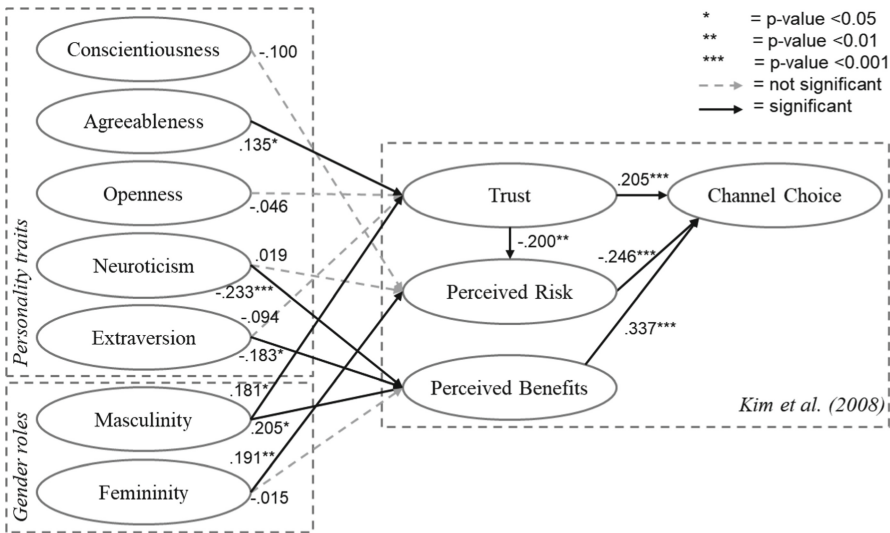 * = p-value <0.05
** = p-value <0.01
*** = p-value <0.001
= not significant
= significant
Personality traits
Conscientiousness
-.100
Agreeableness
.135*
Openness
-.046
Neuroticism
.019
-.233***
Extraversion
-.094
-.183*
Gender roles
Masculinity
.181*
.205*
Femininity
.191**
-.015
Trust
.205***
Channel Choice
-.200**
Perceived Risk
-.246***
Perceived Benefits
.337***
Kim et al. (2008)